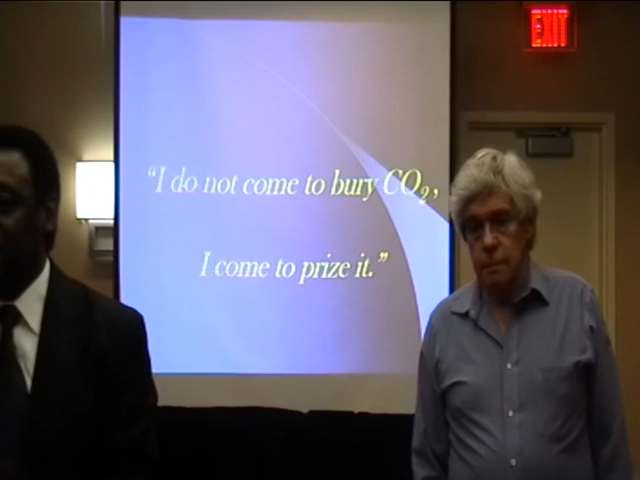 EXIT
“I do not come to bury CO₂,
I come to prize it.”